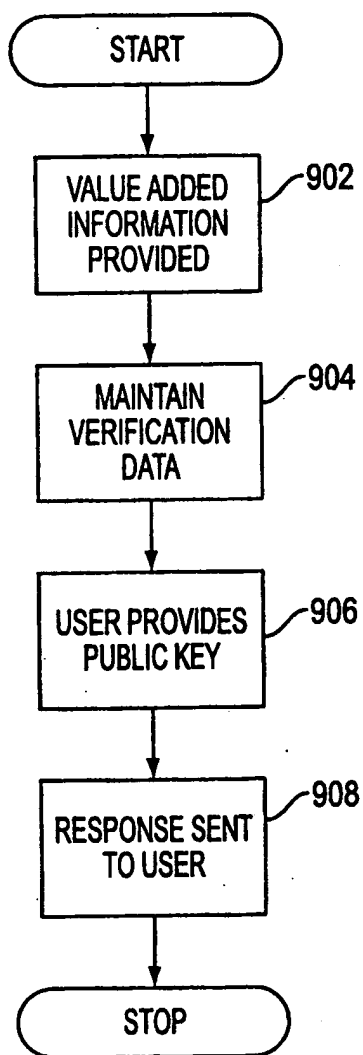 START
VALUE ADDED
INFORMATION
PROVIDED
902
MAINTAIN
VERIFICATION
DATA
904
USER PROVIDES
PUBLIC KEY
906
RESPONSE SENT
TO USER
908
STOP